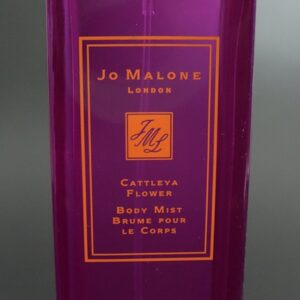 Jo Malone
London
JML
Cattleya
Flower
Body Mist
Brume pour
le Corps